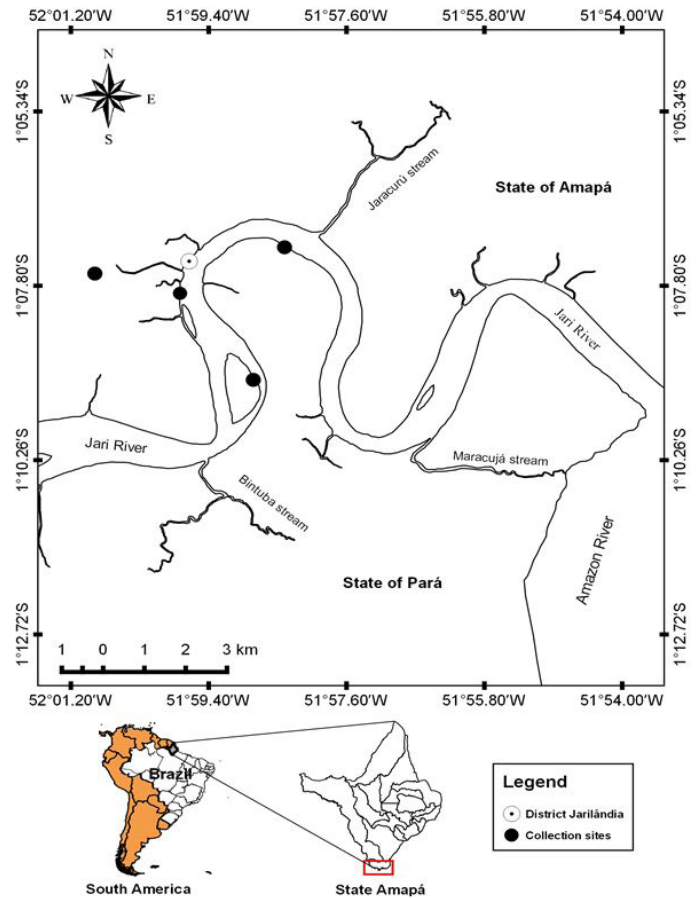 52°01.20'W 51°59.40'W 51°57.60'W 51°55.80'W 51°54.00'W
N
W E
S
1°05.34'S 1°05.34'S
Jaracurú stream
State of Amapá
1°07.80'S 1°07.80'S
Jari River
Jari River
Maracujá stream
1°10.26'S 1°10.26'S
Bintuba stream
Amazon River
State of Pará
1°12.72'S 1°12.72'S
1 0 1 2 3 km
52°01.20'W 51°59.40'W 51°57.60'W 51°55.80'W 51°54.00'W
Brazil
Legend
District Jarilândia
Collection sites
South America
State Amapá